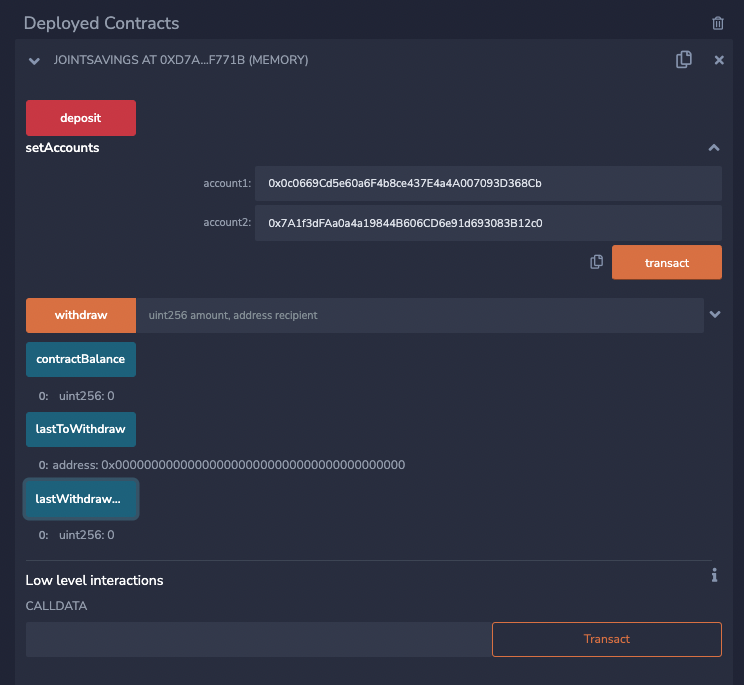 Deployed Contracts
JOINTSAVINGS AT 0XD7A...F771B (MEMORY)
deposit
setAccounts
account1: 0x0c0669Cd5e60a6F4b8ce437E4a4A007093D368Cb
account2: 0x7A1f3dFAa0a4a19844B606CD6e91d693083B12c0
transact
withdraw uint256 amount, address recipient
contractBalance
0: uint256: 0
lastToWithdraw
0: address: 0x0000000000000000000000000000000000000000
lastWithdraw...
0: uint256: 0
Low level interactions
CALLDATA
Transact